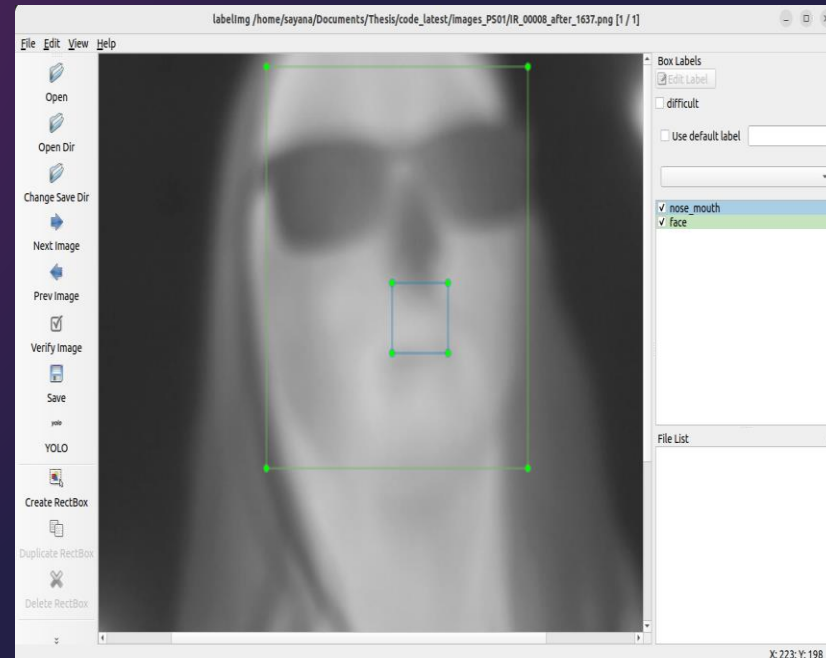 labelImg /home/sayana/Documents/Thesis/code_latest/images_PS01/IR_00008_after_1637.png [1 / 1]
File Edit View Help
Open
Open Dir
Change Save Dir
Next Image
Prev Image
Verify Image
Save
yolo
YOLO
Create RectBox
Duplicate RectBox
Delete RectBox
Box Labels
Edit Label
difficult
Use default label
nose_mouth
face
File List
X: 223; Y: 198